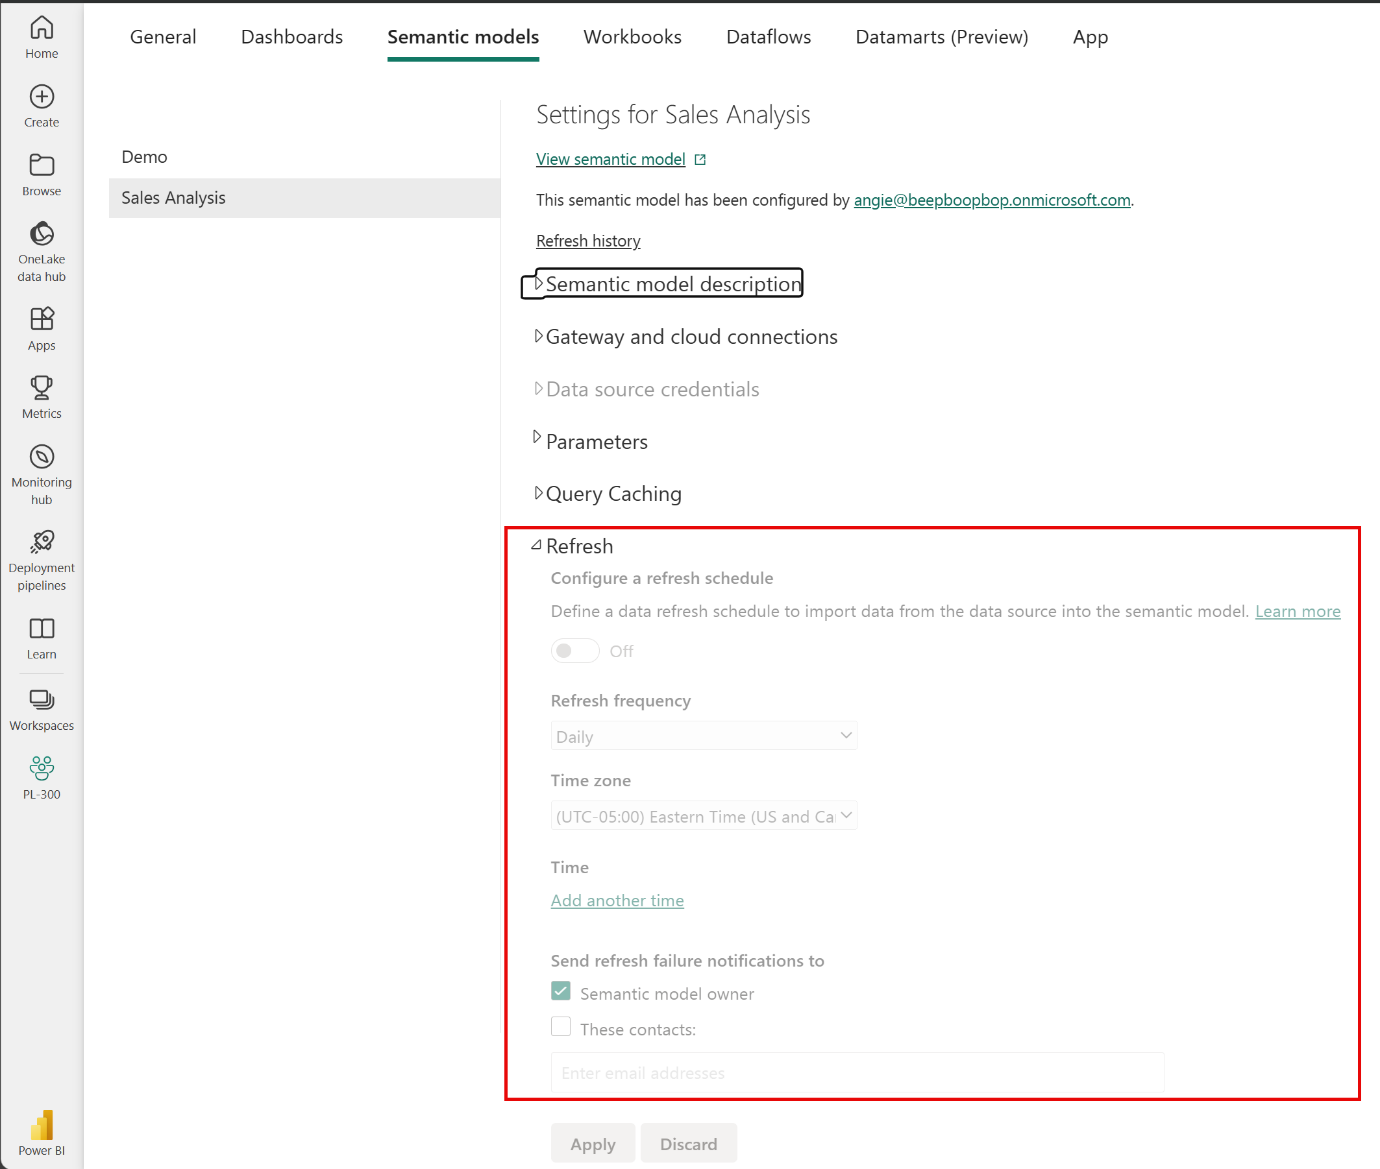 General
Dashboards
Semantic models
Workbooks
Dataflows
Datamarts (Preview)
App
Home
Create
Browse
OneLake
data hub
Apps
Metrics
Monitoring
hub
Deployment
pipelines
Learn
Workspaces
PL-300
Power BI
Demo
Sales Analysis
Settings for Sales Analysis
View semantic model
This semantic model has been configured by angie@beepboopbop.onmicrosoft.com.
Refresh history
Semantic model description
Gateway and cloud connections
Data source credentials
Parameters
Query Caching
Refresh
Configure a refresh schedule
Define a data refresh schedule to import data from the data source into the semantic model. Learn more
Off
Refresh frequency
Daily
Time zone
(UTC-05:00) Eastern Time (US and Ca
Time
Add another time
Send refresh failure notifications to
Semantic model owner
These contacts:
Enter email addresses
Apply
Discard